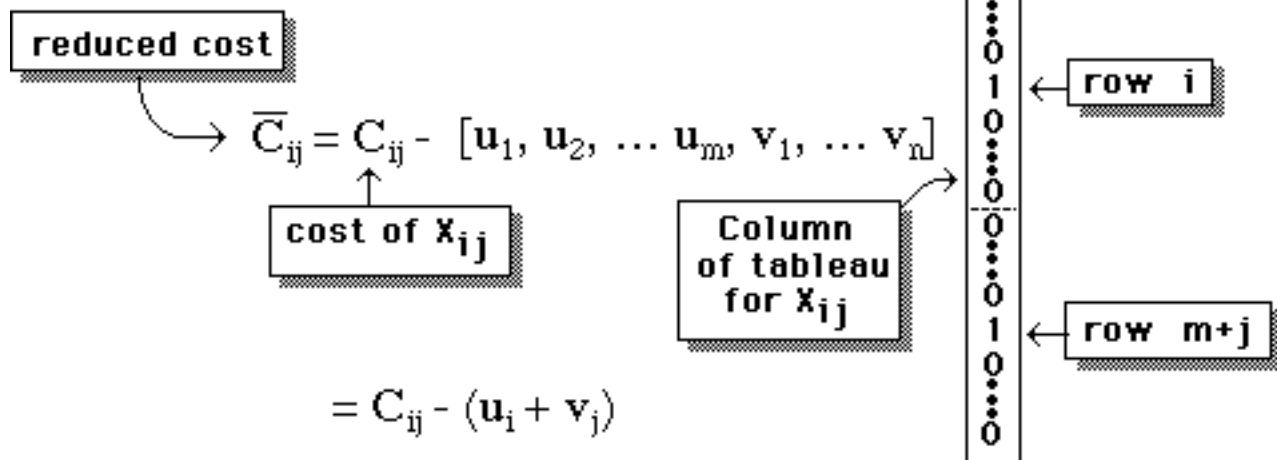 reduced cost
C̅ij = Cij - [u1, u2, ... um, v1, ... vn]
cost of Xij
Column
of tableau
for Xij
0
1
0
0
0
0
1
0
0
row i
row m+j
= Cij - (ui + vj)